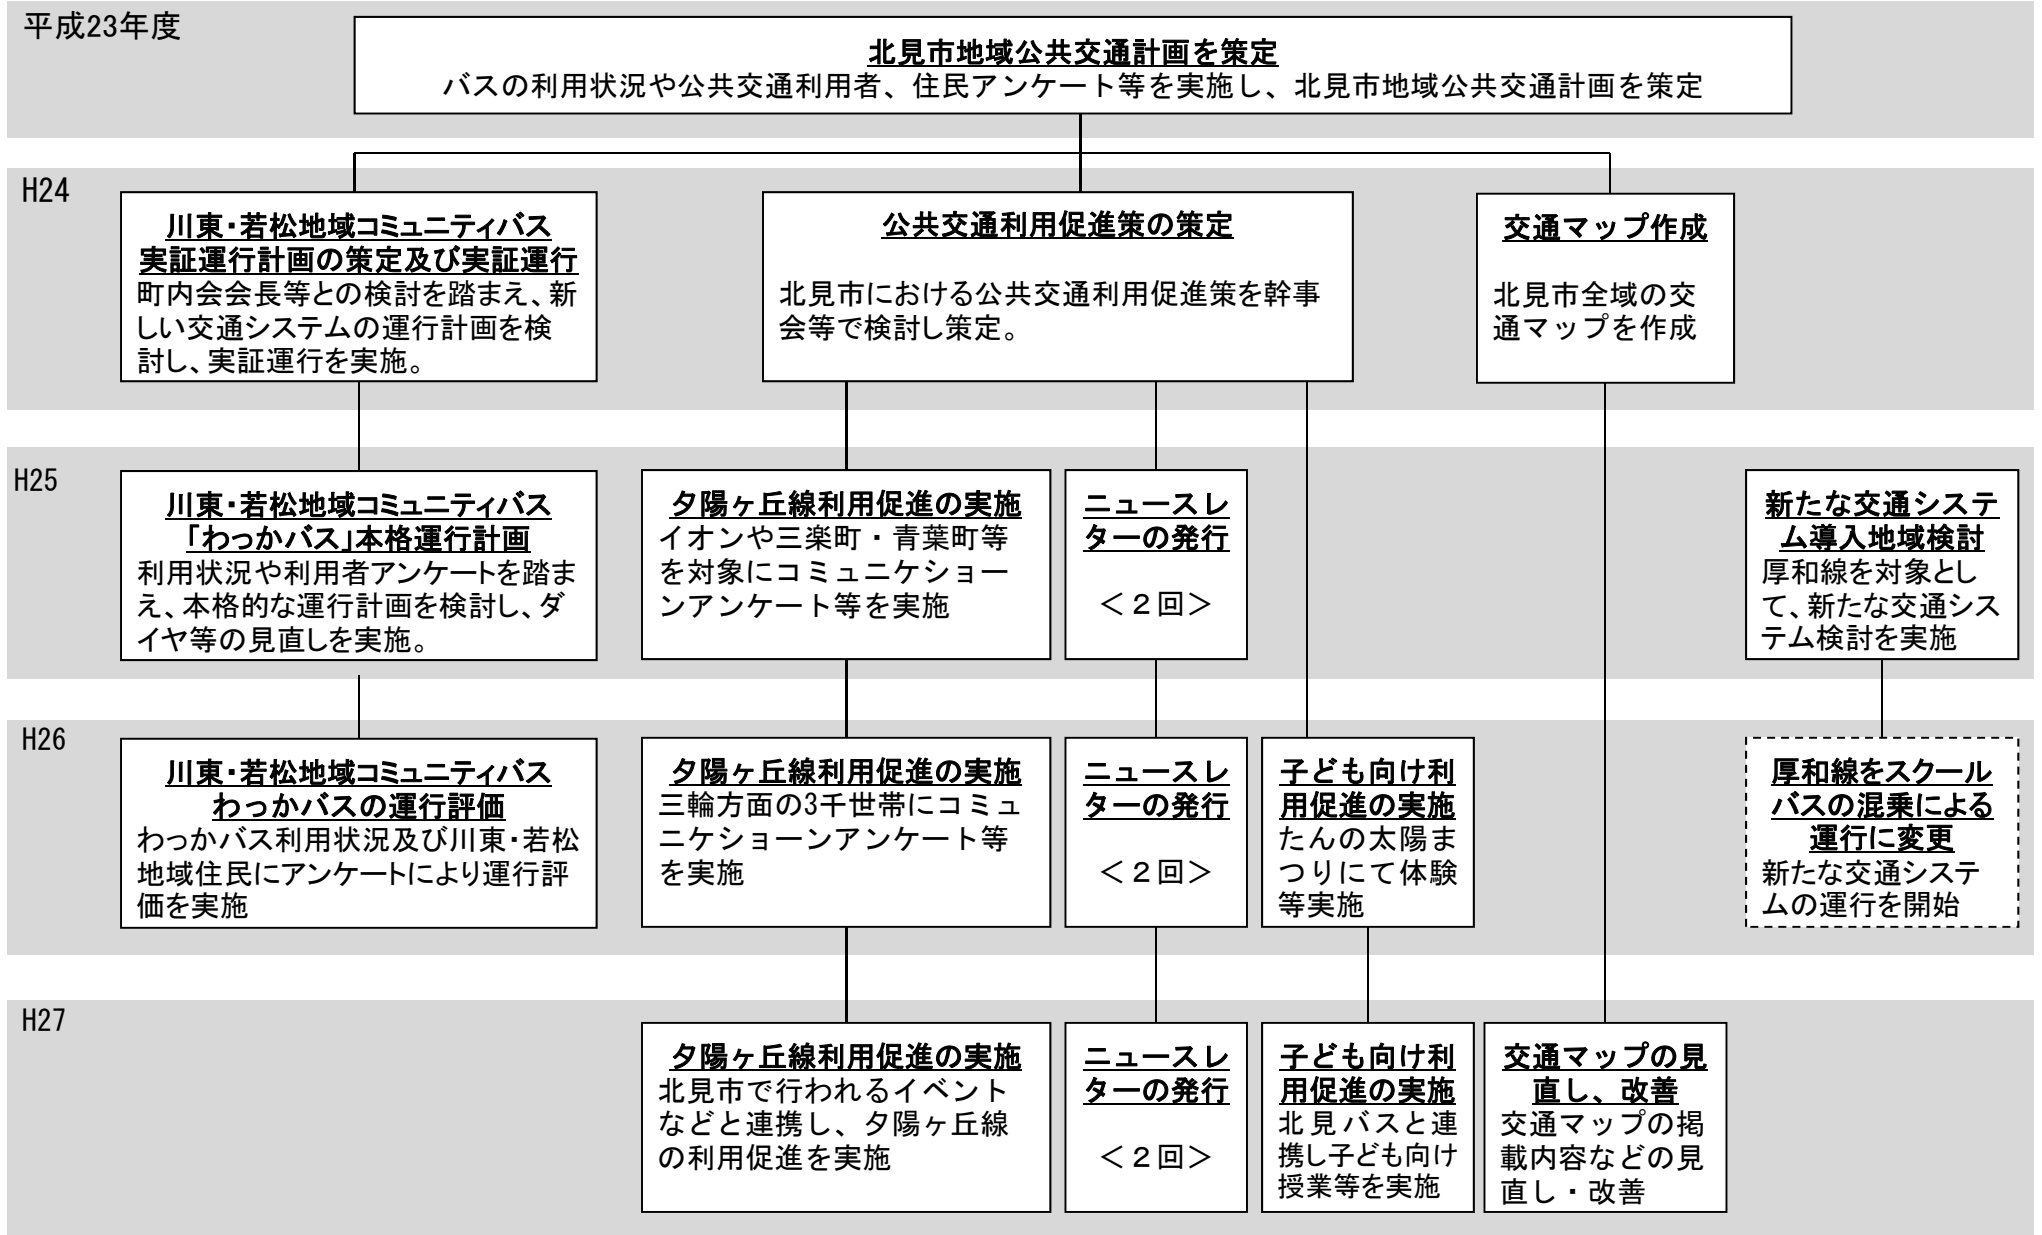 平成23年度
北見市地域公共交通計画を策定
バスの利用状況や公共交通利用者、住民アンケート等を実施し、北見市地域公共交通計画を策定
H24
川東・若松地域コミュニティバス
実証運行計画の策定及び実証運行
町内会会長等との検討を踏まえ、新
しい交通システムの運行計画を検
討し、実証運行を実施。
公共交通利用促進策の策定
北見市における公共交通利用促進策を幹事
会等で検討し策定。
交通マップ作成
北見市全域の交
通マップを作成
H25
川東・若松地域コミュニティバス
「わっかバス」本格運行計画
利用状況や利用者アンケートを踏ま
え、本格的な運行計画を検討し、ダ
イヤ等の見直しを実施。
夕陽ヶ丘線利用促進の実施
イオンや三楽町・青葉町等
を対象にコミュニケショー
ンアンケート等を実施
ニュースレ
ターの発行
＜２回＞
新たな交通システ
ム導入地域検討
厚和線を対象とし
て、新たな交通シス
テム検討を実施
H26
川東・若松地域コミュニティバス
わっかバスの運行評価
わっかバス利用状況及び川東・若松
地域住民にアンケートにより運行評
価を実施
夕陽ヶ丘線利用促進の実施
三輪方面の3千世帯にコミュ
ニケショーンアンケート等
を実施
ニュースレ
ターの発行
＜２回＞
子ども向け利
用促進の実施
たんの太陽ま
つりにて体験
等実施
厚和線をスクール
バスの混乗による
運行に変更
新たな交通システ
ムの運行を開始
H27
夕陽ヶ丘線利用促進の実施
北見市で行われるイベント
などと連携し、夕陽ヶ丘線
の利用促進を実施
ニュースレ
ターの発行
＜２回＞
子ども向け利
用促進の実施
北見バスと連
携し子ども向け
授業等を実施
交通マップの見
直し、改善
交通マップの掲
載内容などの見
直し・改善